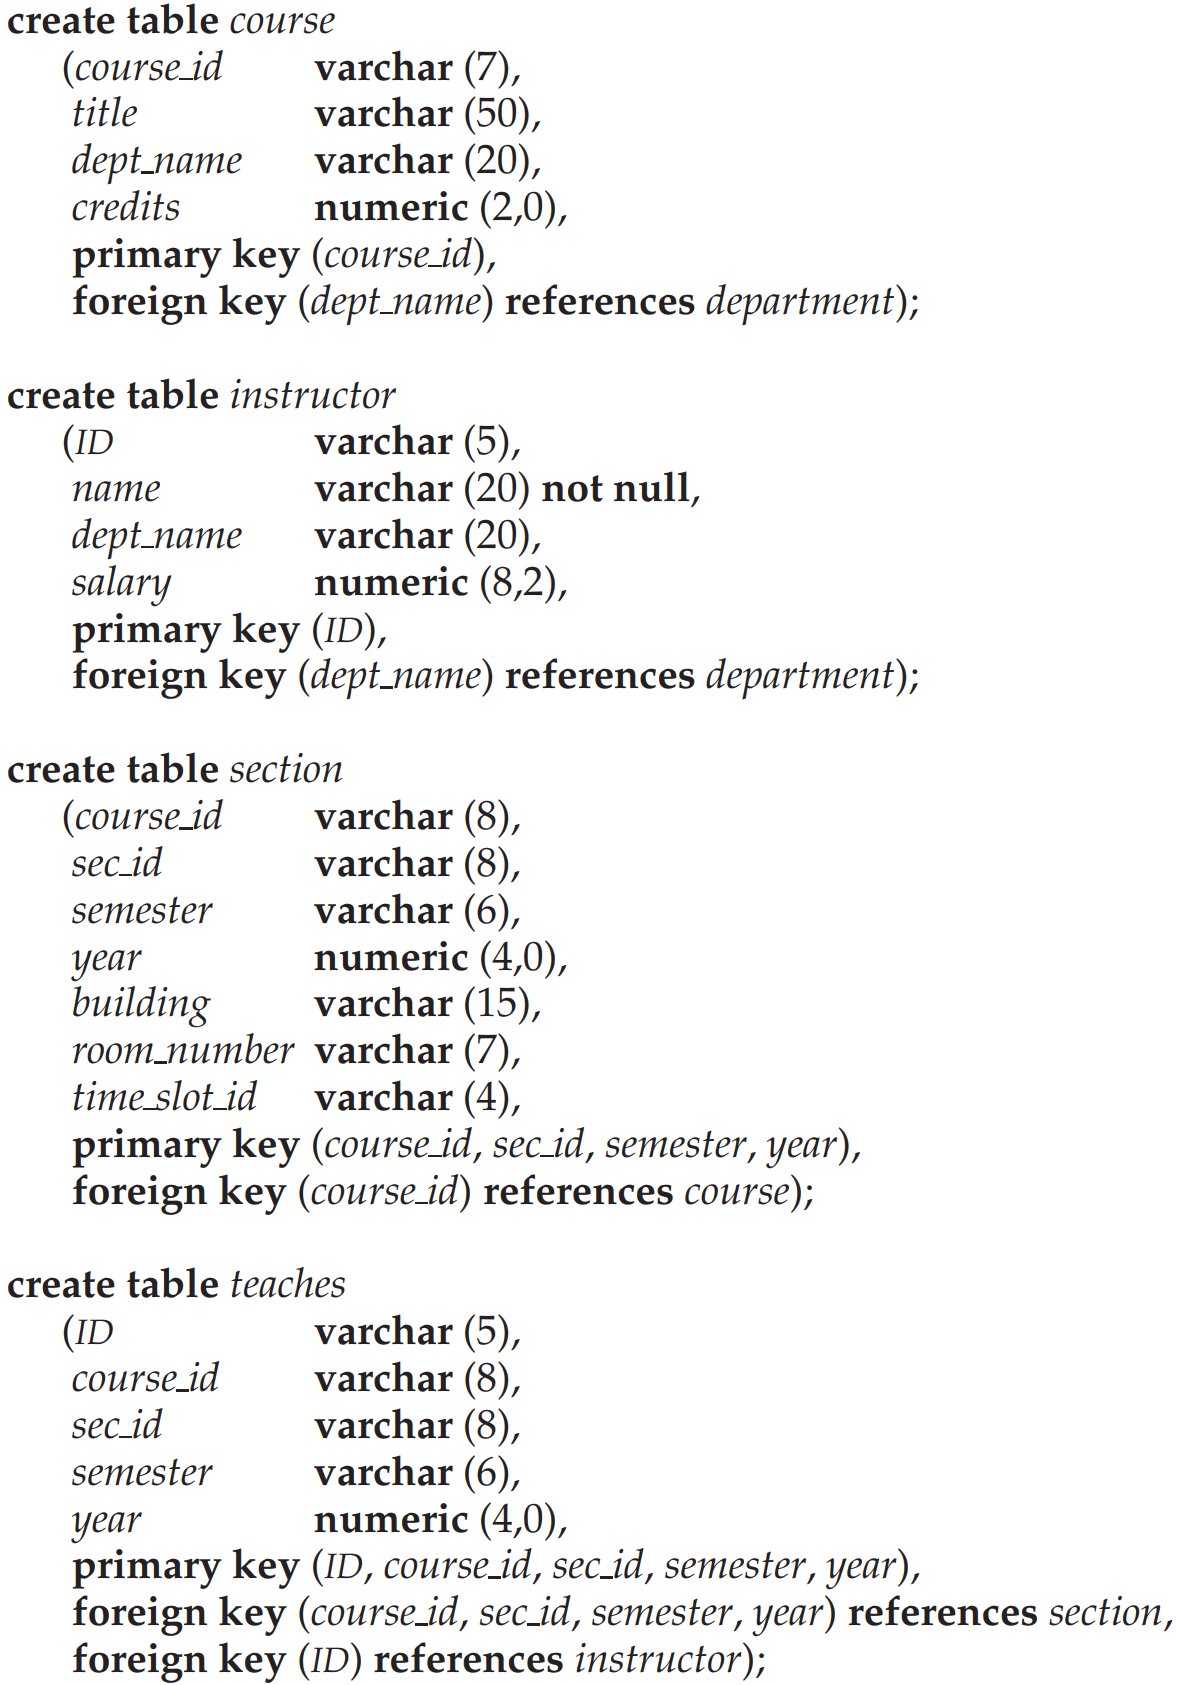 create table course
(course_id varchar (7),
title varchar (50),
dept_name varchar (20),
credits numeric (2,0),
primary key (course_id),
foreign key (dept_name) references department);
create table instructor
(ID varchar (5),
name varchar (20) not null,
dept_name varchar (20),
salary numeric (8,2),
primary key (ID),
foreign key (dept_name) references department);
create table section
(course_id varchar (8),
sec_id varchar (8),
semester varchar (6),
year numeric (4,0),
building varchar (15),
room_number varchar (7),
time_slot_id varchar (4),
primary key (course_id, sec_id, semester, year),
foreign key (course_id) references course);
create table teaches
(ID varchar (5),
course_id varchar (8),
sec_id varchar (8),
semester varchar (6),
year numeric (4,0),
primary key (ID, course_id, sec_id, semester, year),
foreign key (course_id, sec_id, semester, year) references section,
foreign key (ID) references instructor);